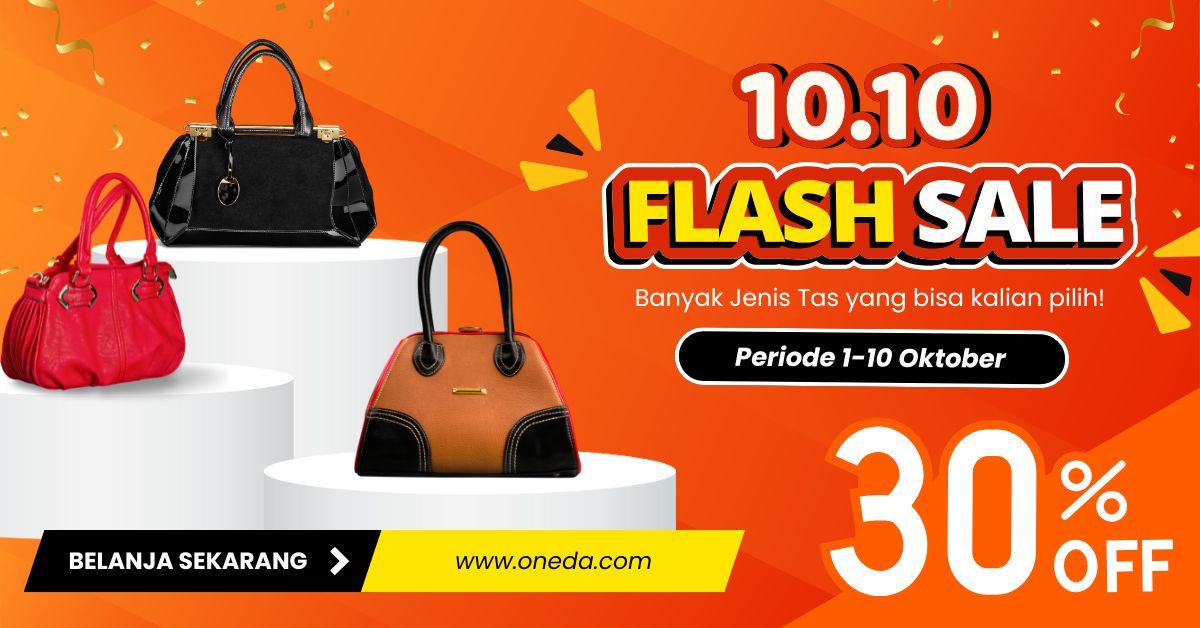 10.10
FLASH SALE
Banyak Jenis Tas yang bisa kalian pilih!
Periode 1-10 Oktober
30%
OFF
BELANJA SEKARANG
www.oneda.com